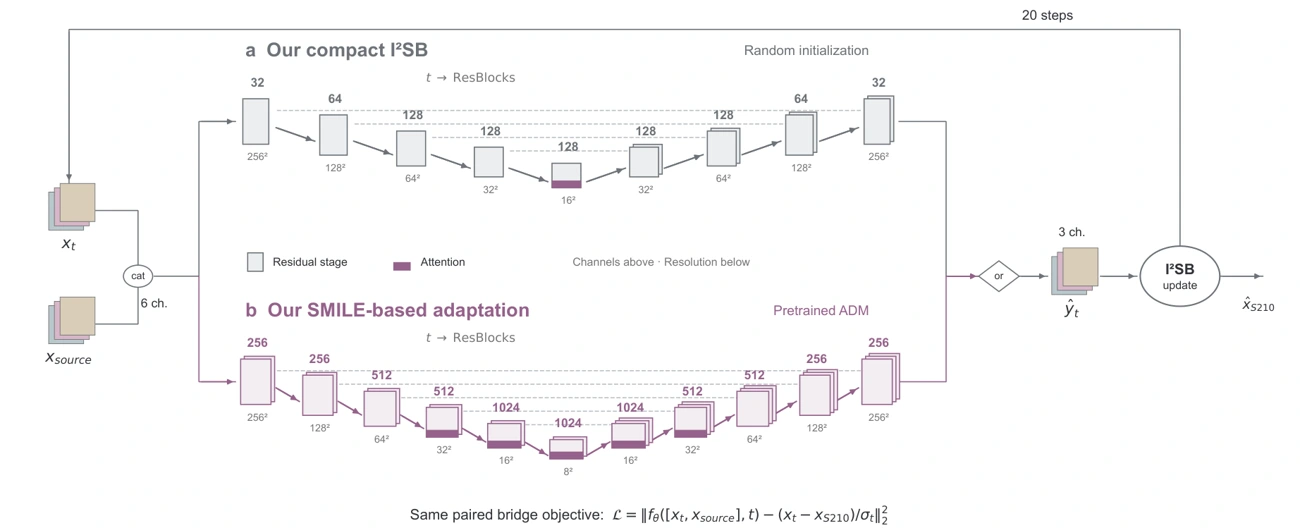 20 steps
a Our compact I²SB
Random initialization
t → ResBlocks
32
64
128
128
128
128
128
64
32
256²
128²
64²
32²
16²
32²
64²
128²
256²
x_t
cat
6 ch.
x_source
Residual stage
Attention
Channels above · Resolution below
or
3 ch.
ŷ_t
I²SB
update
x̂_S210
b Our SMILE-based adaptation
Pretrained ADM
t → ResBlocks
256
256
512
512
1024
1024
1024
512
512
256
256
256²
128²
64²
32²
16²
8²
16²
32²
64²
128²
256²
Same paired bridge objective: ℒ = ‖f_θ([x_t, x_source], t) − (x_t − x_S210)/σ_t‖₂²